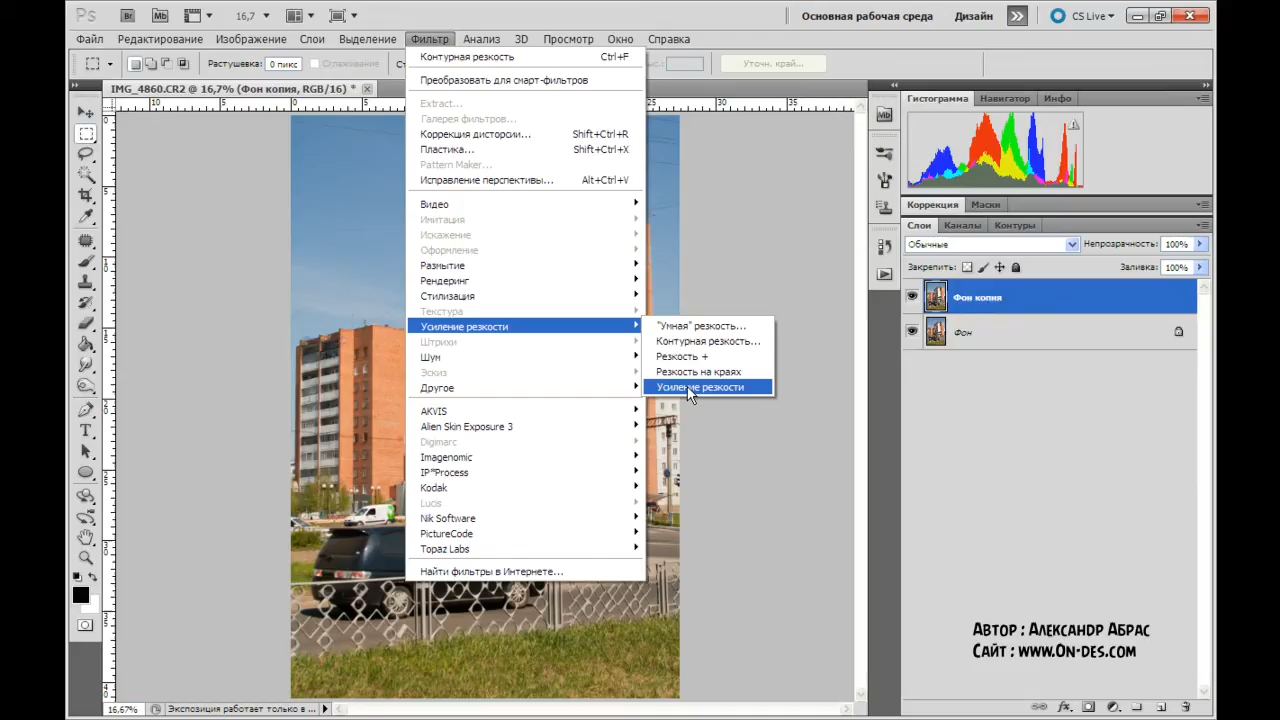 Ps Br Mb 16,7 Основная рабочая среда Дизайн CS Live
Файл Редактирование Изображение Слои Выделение Фильтр Анализ 3D Просмотр Окно Справка
Растушевка: 0 пикс Сглаживание Уточн. край...
IMG_4860.CR2 @ 16,7% (Фон копия, RGB/16) *
Контурная резкость Ctrl+F
Преобразовать для смарт-фильтров
Extract...
Галерея фильтров...
Коррекция дисторсии... Shift+Ctrl+R
Пластика... Shift+Ctrl+X
Pattern Maker...
Исправление перспективы... Alt+Ctrl+V
Видео
Имитация
Искажение
Оформление
Размытие
Рендеринг
Стилизация
Текстура
Усиление резкости
Штрихи
Шум
Эскиз
Другое
AKVIS
Alien Skin Exposure 3
Digimarc
Imagenomic
IP*Process
Kodak
Lucis
Nik Software
PictureCode
Topaz Labs
Найти фильтры в Интернете...
"Умная" резкость...
Контурная резкость...
Резкость +
Резкость на краях
Усиление резкости
Гистограмма Навигатор Инфо
Коррекция Маски
Слои Каналы Контуры
Обычные Непрозрачность: 100%
Закрепить: Заливка: 100%
Фон копия
Фон
Автор : Александр Абрас
Сайт : www.On-des.com
16,67% Экспозиция работает только в ...